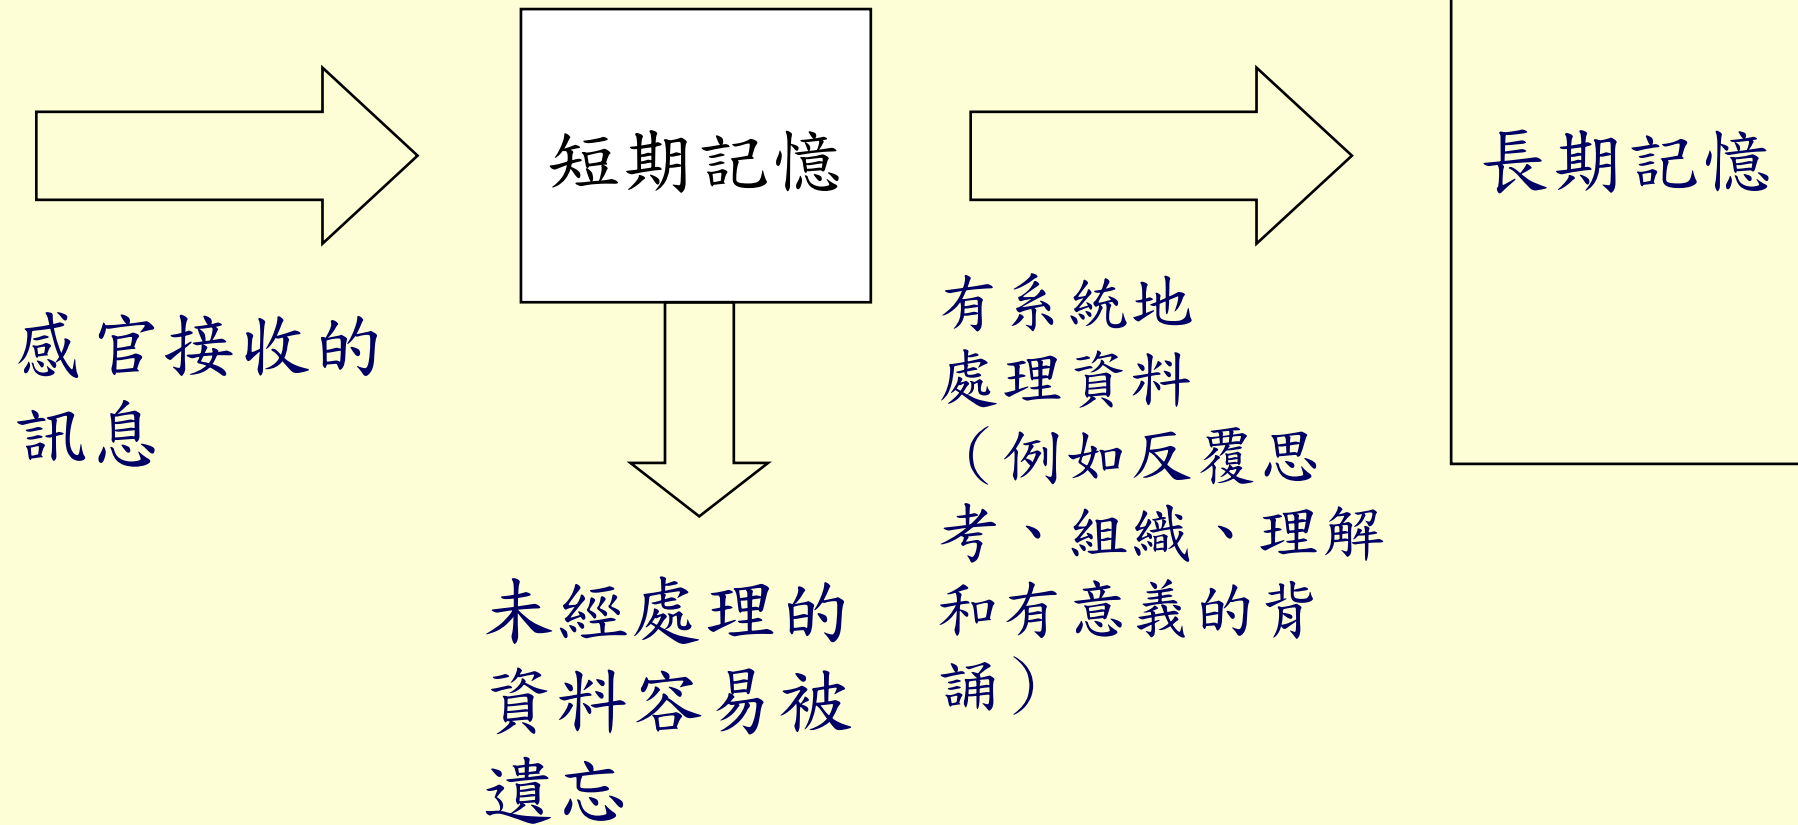 感官接收的
訊息
短期記憶
未經處理的
資料容易被
遺忘
有系統地
處理資料
（例如反覆思
考、組織、理解
和有意義的背
誦）
長期記憶